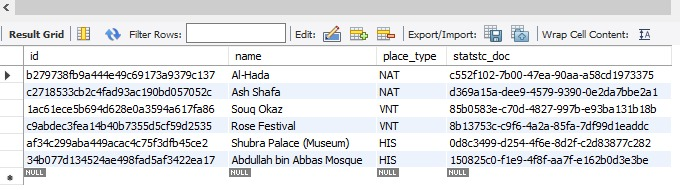 Result Grid Filter Rows: Edit: Export/Import: Wrap Cell Content: IA
id name place_type statstc_doc
b279738fb9a444e49c69173a9379c137 Al-Hada NAT c552f102-7b00-47ea-90aa-a58cd1973375
c2718533cb2c4fad93ac190bd057052c Ash Shafa NAT d369a15a-dee9-4579-9390-0e2da7bbe2a1
1ac61ece5b694d628e0a3594a617fa86 Souq Okaz VNT 85b0583e-c70d-4827-997b-e93ba131b18b
c9abdec3fea14b40b7355d5cf59d2535 Rose Festival VNT 8b13753c-c9f6-4a2a-85fa-7df99d1eaddc
af34c299aba449acac4c75f3dfb45ce2 Shubra Palace (Museum) HIS 0d8c3499-d254-4f6e-8d2f-c2d83877c282
34b077d134524ae498fad5af3422ea17 Abdullah bin Abbas Mosque HIS 150825c0-f1e9-4f8f-aa7f-e162b0d3e3be
NULL NULL NULL NULL